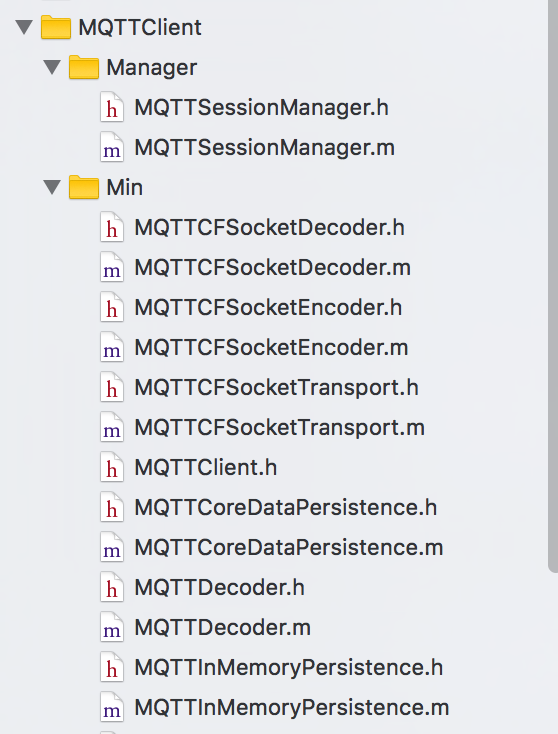 MQTTClient
Manager
h MQTTSessionManager.h
m MQTTSessionManager.m
Min
h MQTTCFSocketDecoder.h
m MQTTCFSocketDecoder.m
h MQTTCFSocketEncoder.h
m MQTTCFSocketEncoder.m
h MQTTCFSocketTransport.h
m MQTTCFSocketTransport.m
h MQTTClient.h
h MQTTCoreDataPersistence.h
m MQTTCoreDataPersistence.m
h MQTTDecoder.h
m MQTTDecoder.m
h MQTTInMemoryPersistence.h
m MQTTInMemoryPersistence.m